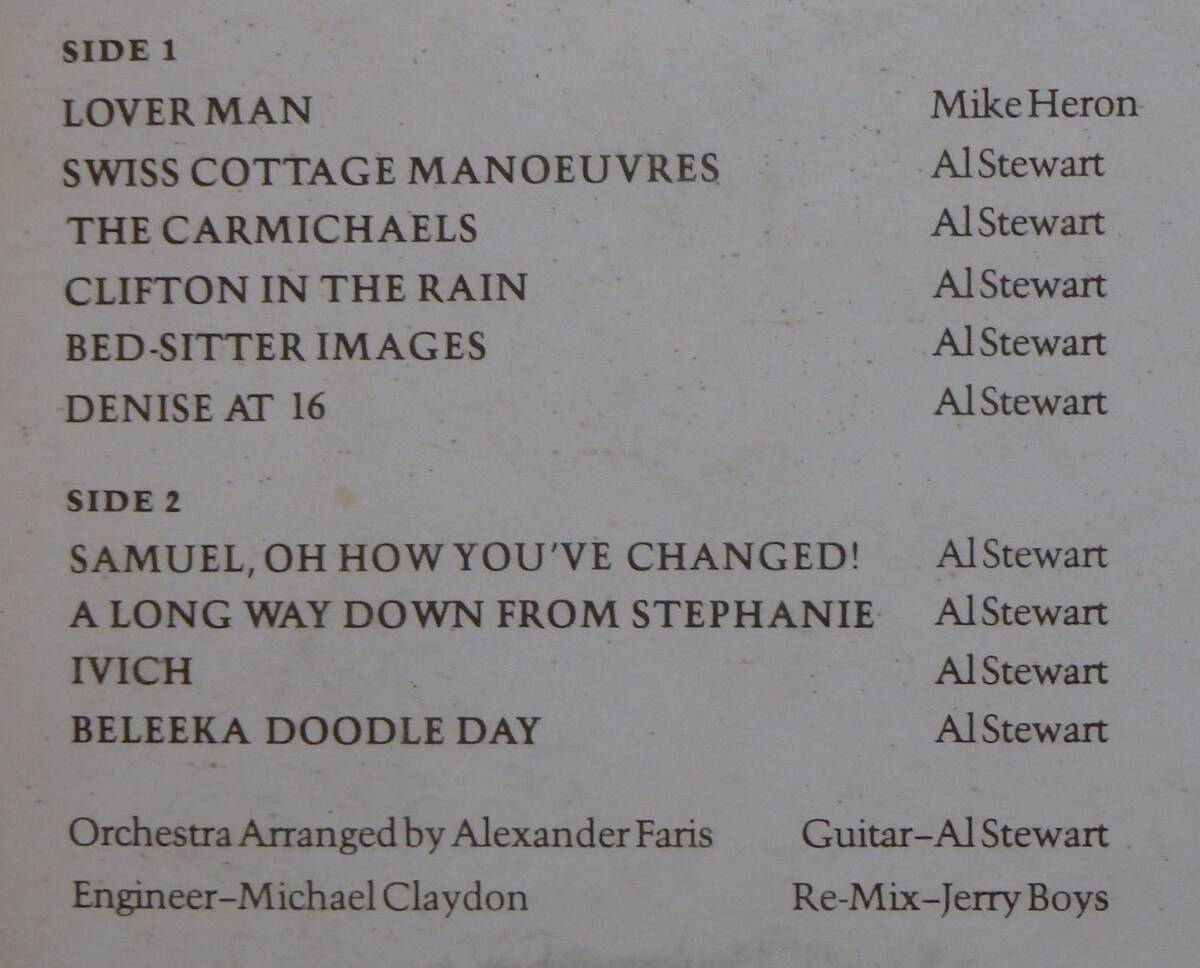 SIDE 1
LOVER MAN Mike Heron
SWISS COTTAGE MANOEUVRES Al Stewart
THE CARMICHAELS Al Stewart
CLIFTON IN THE RAIN Al Stewart
BED-SITTER IMAGES Al Stewart
DENISE AT 16 Al Stewart
SIDE 2
SAMUEL, OH HOW YOU'VE CHANGED! Al Stewart
A LONG WAY DOWN FROM STEPHANIE Al Stewart
IVICH Al Stewart
BELEEKA DOODLE DAY Al Stewart
Orchestra Arranged by Alexander Faris Guitar–Al Stewart
Engineer–Michael Claydon Re-Mix–Jerry Boys